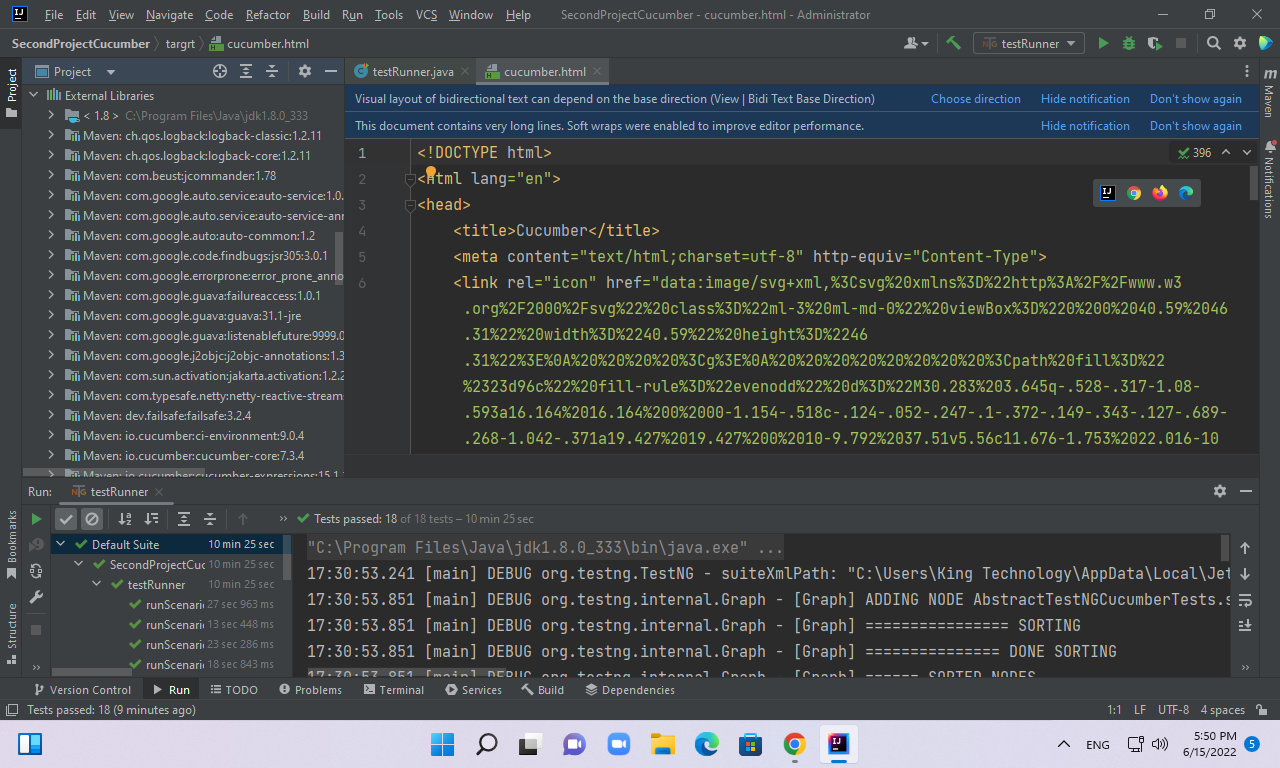 File Edit View Navigate Code Refactor Build Run Tools VCS Window Help SecondProjectCucumber - cucumber.html - Administrator
SecondProjectCucumber targrt cucumber.html testRunner
Project
Project
testRunner.java cucumber.html
External Libraries
< 1.8 > C:\Program Files\Java\jdk1.8.0_333
Maven: ch.qos.logback:logback-classic:1.2.11
Maven: ch.qos.logback:logback-core:1.2.11
Maven: com.beust:jcommander:1.78
Maven: com.google.auto.service:auto-service:1.0.
Maven: com.google.auto.service:auto-service-ann
Maven: com.google.auto:auto-common:1.2
Maven: com.google.code.findbugs:jsr305:3.0.1
Maven: com.google.errorprone:error_prone_anno
Maven: com.google.guava:failureaccess:1.0.1
Maven: com.google.guava:guava:31.1-jre
Maven: com.google.guava:listenablefuture:9999.0
Maven: com.google.j2objc:j2objc-annotations:1.3
Maven: com.sun.activation:jakarta.activation:1.2.2
Maven: com.typesafe.netty:netty-reactive-stream
Maven: dev.failsafe:failsafe:3.2.4
Maven: io.cucumber:ci-environment:9.0.4
Maven: io.cucumber:cucumber-core:7.3.4
Maven: io.cucumber:cucumber-expressions:15.1.
Visual layout of bidirectional text can depend on the base direction (View | Bidi Text Base Direction) Choose direction Hide notification Don't show again
This document contains very long lines. Soft wraps were enabled to improve editor performance. Hide notification Don't show again
396
1 <!DOCTYPE html>
2 <html lang="en">
3 <head>
4 <title>Cucumber</title>
5 <meta content="text/html;charset=utf-8" http-equiv="Content-Type">
6 <link rel="icon" href="data:image/svg+xml,%3Csvg%20xmlns%3D%22http%3A%2F%2Fwww.w3
.org%2F2000%2Fsvg%22%20class%3D%22ml-3%20ml-md-0%22%20viewBox%3D%220%200%2040.59%2046
.31%22%20width%3D%2240.59%22%20height%3D%2246
.31%22%3E%0A%20%20%20%20%3Cg%3E%0A%20%20%20%20%20%20%20%20%3Cpath%20fill%3D%22
%2323d96c%22%20fill-rule%3D%22evenodd%22%20d%3D%22M30.283%203.645q-.528-.317-1.08-
.593a16.164%2016.164%200%2000-1.154-.518c-.124-.052-.247-.1-.372-.149-.343-.127-.689-
.268-1.042-.371a19.427%2019.427%200%2010-9.792%2037.51v5.56c11.676-1.753%2022.016-10
Maven
Notifications
Run: testRunner
Tests passed: 18 of 18 tests – 10 min 25 sec
Default Suite 10 min 25 sec
SecondProjectCuc 10 min 25 sec
testRunner 10 min 25 sec
runScenario 27 sec 963 ms
runScenario 13 sec 448 ms
runScenario 23 sec 286 ms
runScenario 18 sec 843 ms
"C:\Program Files\Java\jdk1.8.0_333\bin\java.exe" ...
17:30:53.241 [main] DEBUG org.testng.TestNG - suiteXmlPath: "C:\Users\King Technology\AppData\Local\Jet
17:30:53.851 [main] DEBUG org.testng.internal.Graph - [Graph] ADDING NODE AbstractTestNGCucumberTests.s
17:30:53.851 [main] DEBUG org.testng.internal.Graph - [Graph] ================ SORTING
17:30:53.851 [main] DEBUG org.testng.internal.Graph - [Graph] =============== DONE SORTING
17:30:53.851 [main] DEBUG org.testng.internal.Graph - [Graph] ====== SORTED NODES
Bookmarks
Structure
Version Control Run TODO Problems Terminal Services Build Dependencies
Tests passed: 18 (9 minutes ago) 1:1 LF UTF-8 4 spaces
ENG 5:50 PM 5
6/15/2022